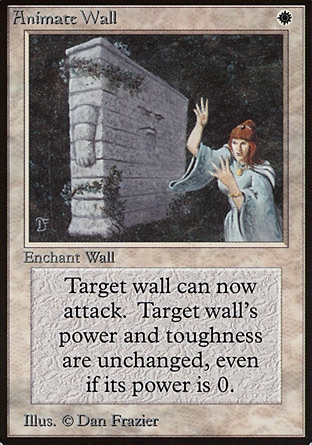 Animate Wall
Enchant Wall
Target wall can now
attack. Target wall's
power and toughness
are unchanged, even
if its power is 0.
Illus. © Dan Frazier